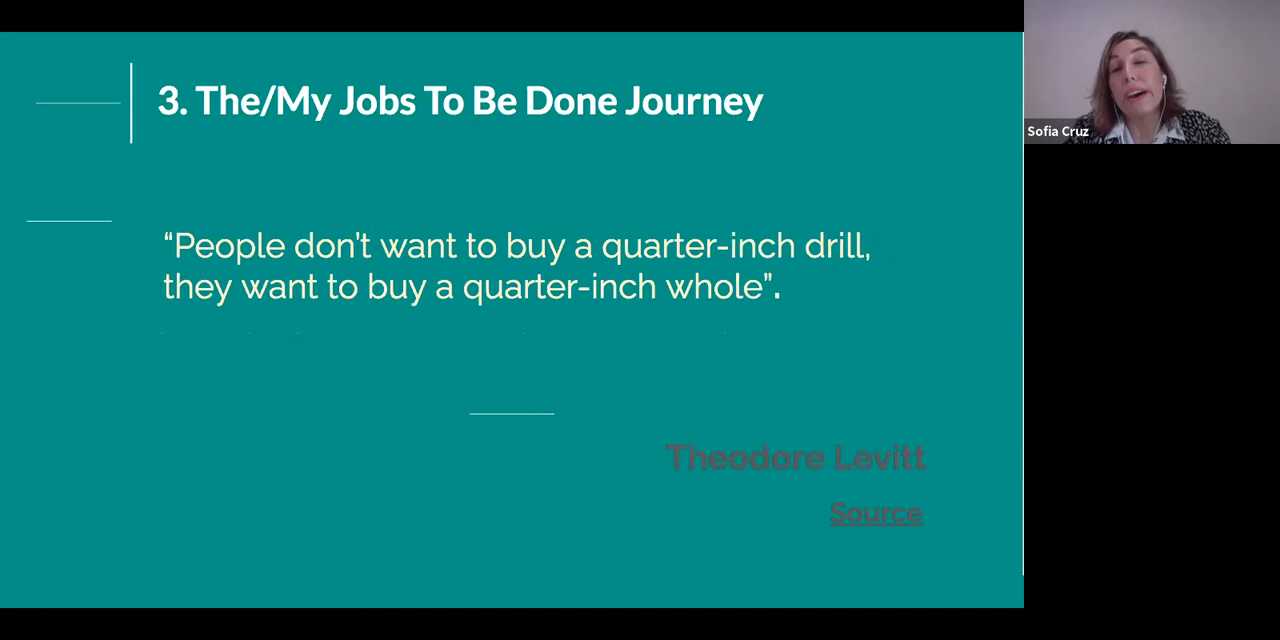 3. The/My Jobs To Be Done Journey
“People don’t want to buy a quarter-inch drill,
they want to buy a quarter-inch whole”.
Theodore Levitt
Source
Sofia Cruz